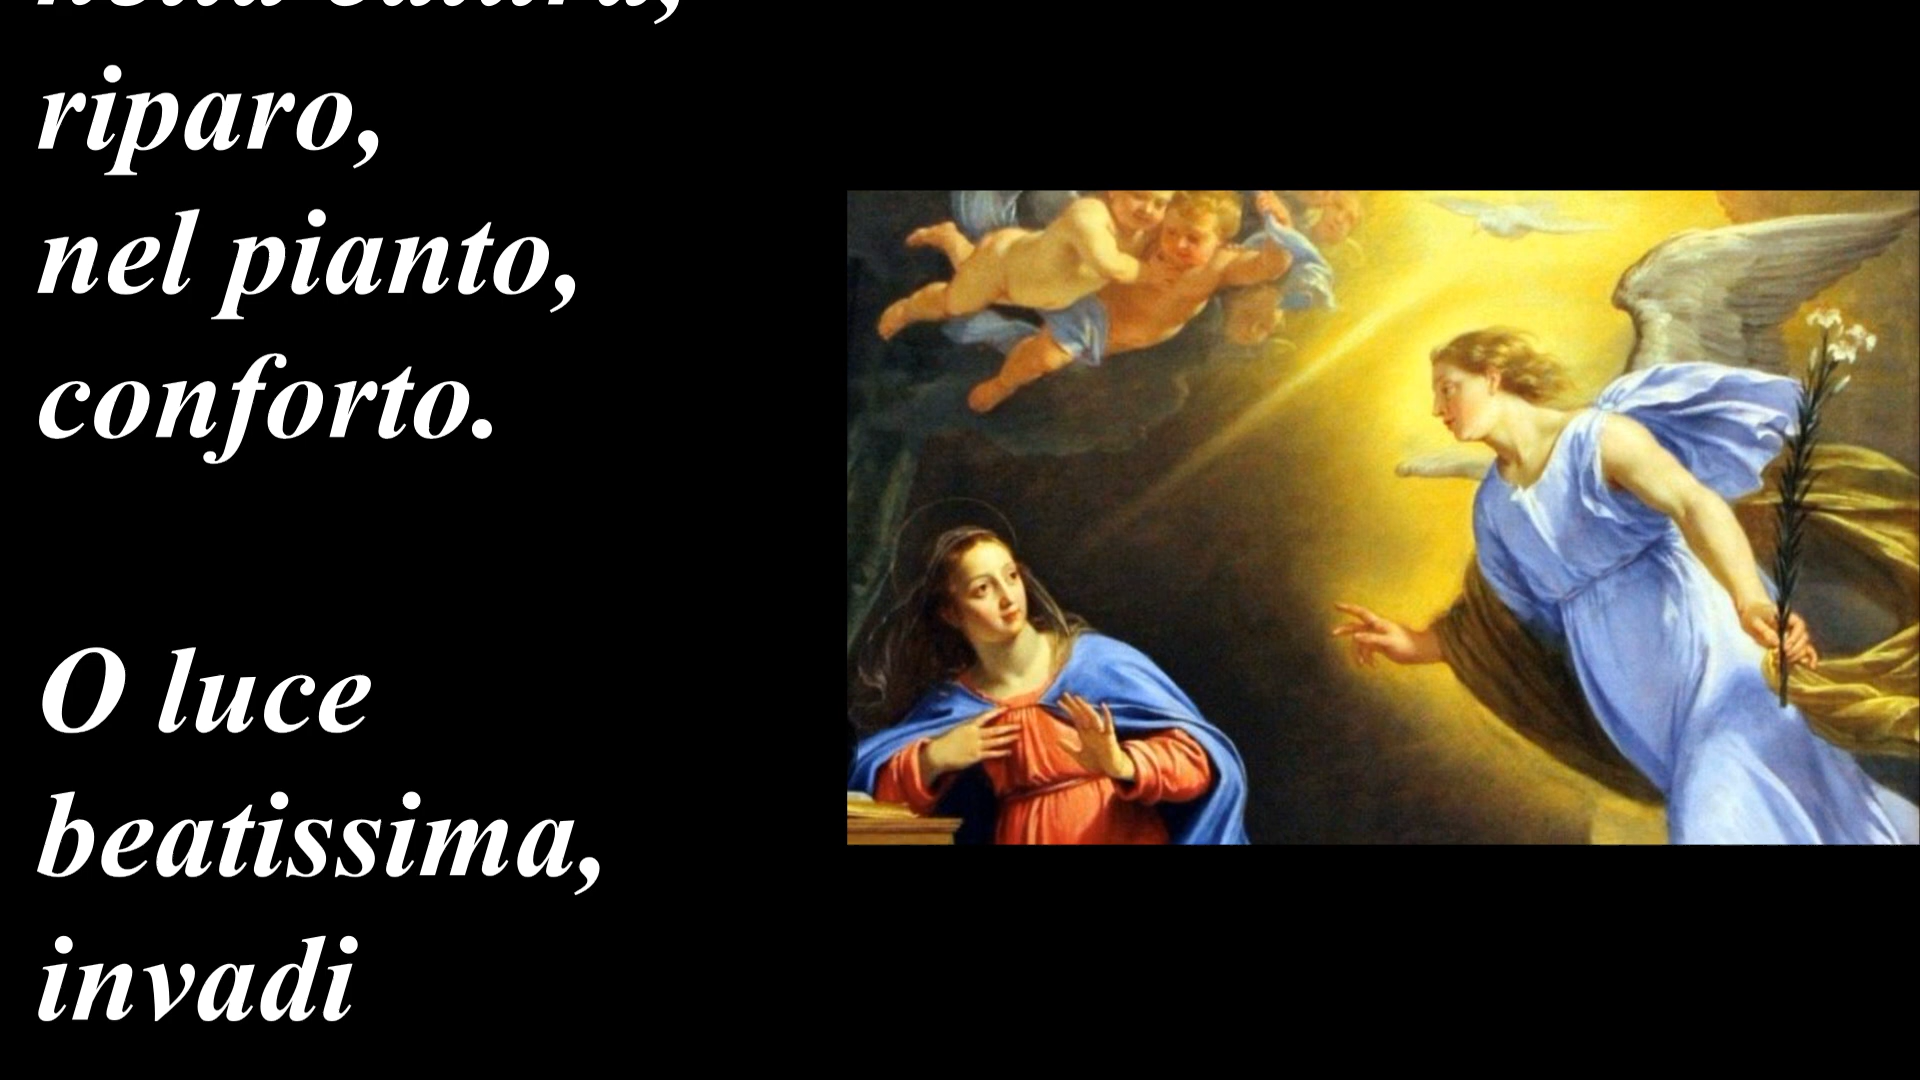 riparo,
nel pianto,
conforto.
O luce
beatissima,
invadi